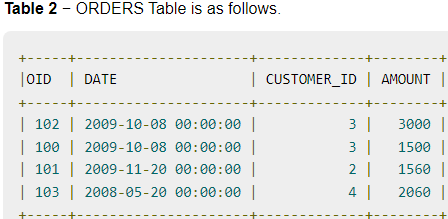 Table 2 − ORDERS Table is as follows.
+-----+---------------------+-------------+--------+
|OID  | DATE                | CUSTOMER_ID | AMOUNT |
+-----+---------------------+-------------+--------+
| 102 | 2009-10-08 00:00:00 |           3 |   3000 |
| 100 | 2009-10-08 00:00:00 |           3 |   1500 |
| 101 | 2009-11-20 00:00:00 |           2 |   1560 |
| 103 | 2008-05-20 00:00:00 |           4 |   2060 |
+-----+---------------------+-------------+--------+